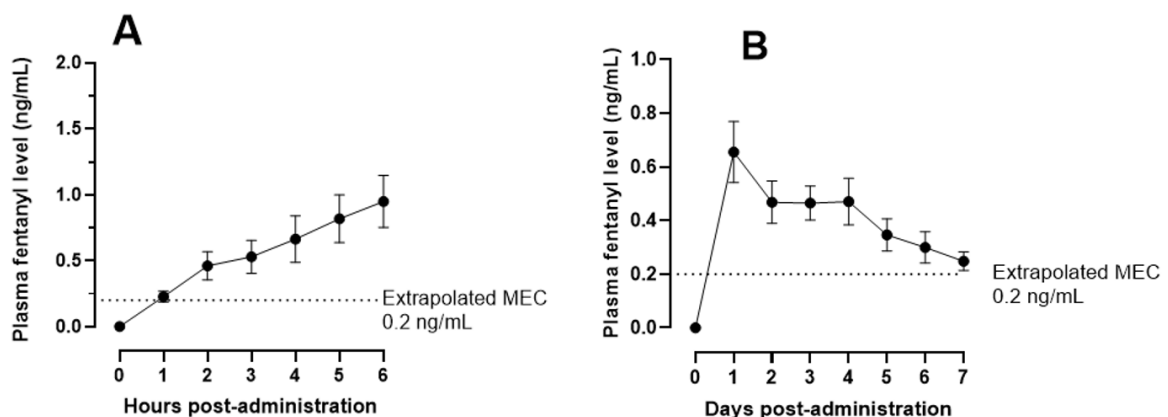 A
Plasma fentanyl level (ng/mL)
2.0
1.5
1.0
0.5
0.0
Extrapolated MEC
0.2 ng/mL
0 1 2 3 4 5 6
Hours post-administration
B
Plasma fentanyl level (ng/mL)
1.0
0.8
0.6
0.4
0.2
0.0
Extrapolated MEC
0.2 ng/mL
0 1 2 3 4 5 6 7
Days post-administration